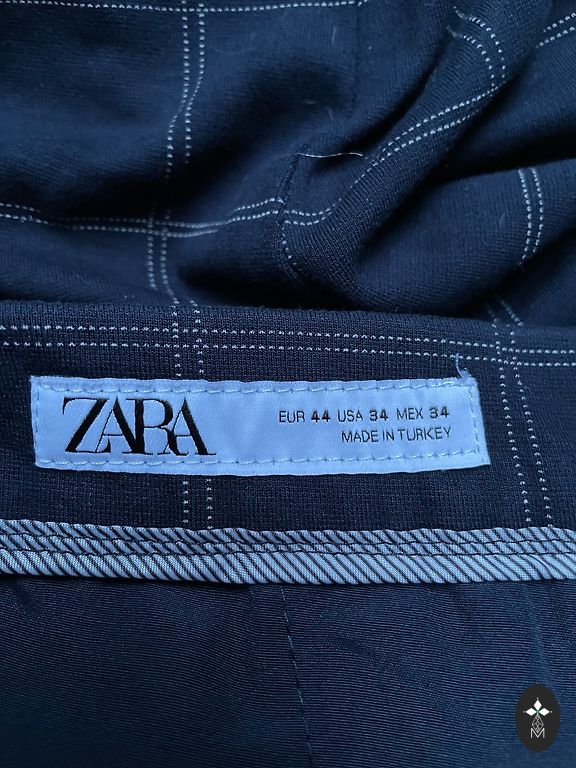 ZARA
EUR 44 USA 34 MEX 34
MADE IN TURKEY
M